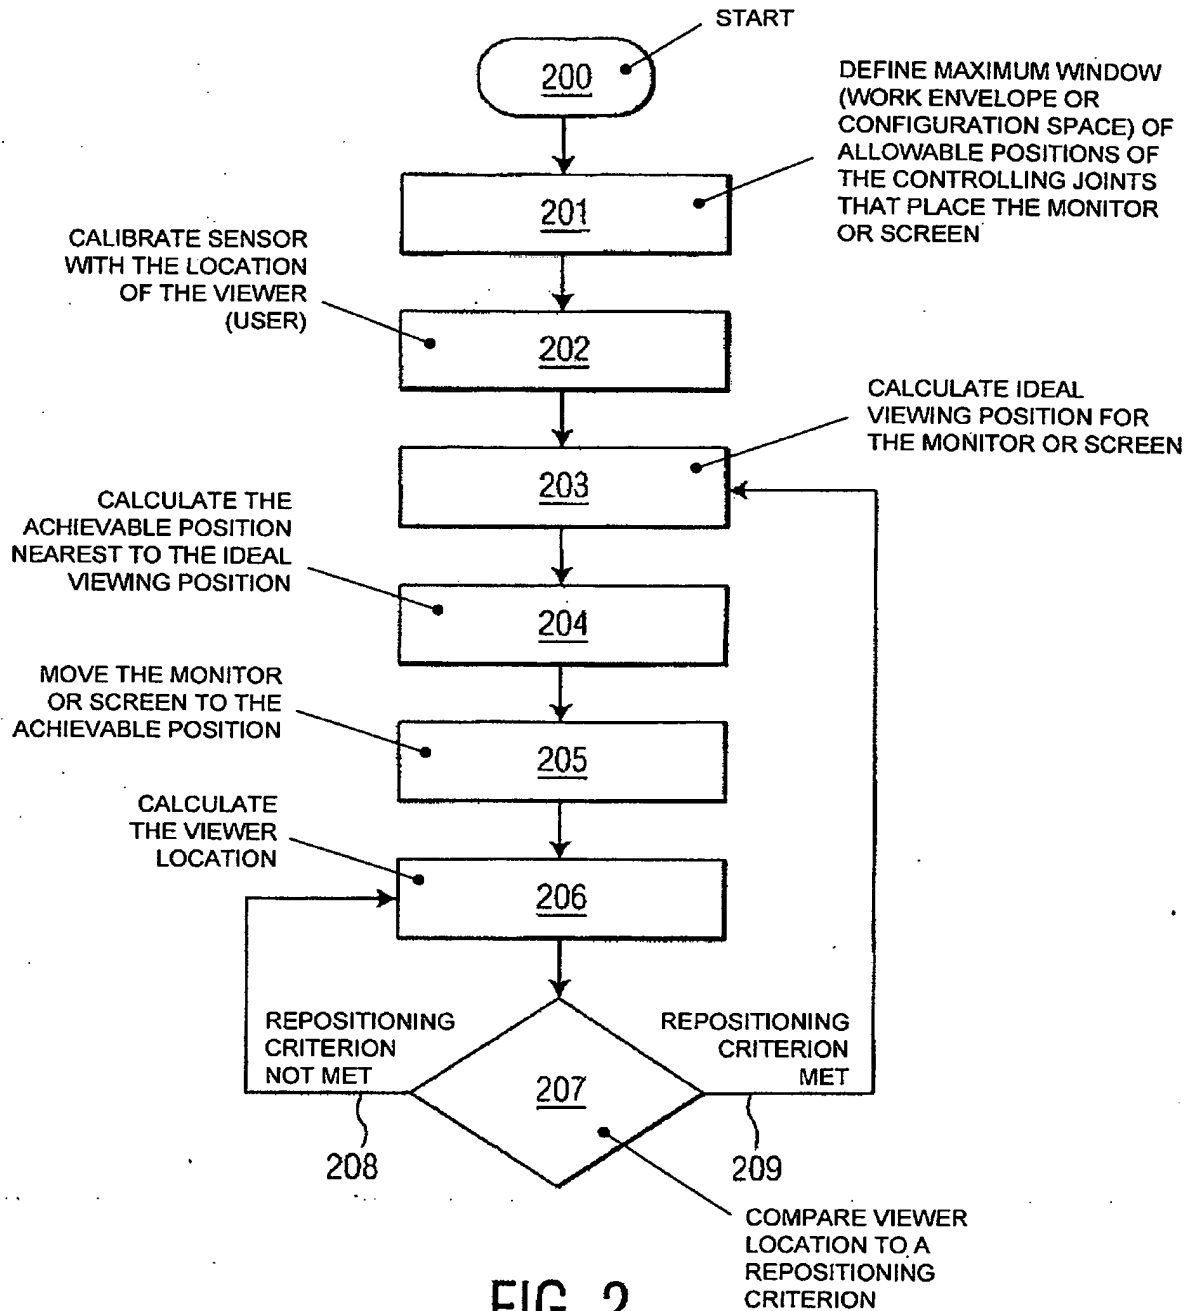 START
200
DEFINE MAXIMUM WINDOW
(WORK ENVELOPE OR
CONFIGURATION SPACE) OF
ALLOWABLE POSITIONS OF
THE CONTROLLING JOINTS
THAT PLACE THE MONITOR
OR SCREEN
201
CALIBRATE SENSOR
WITH THE LOCATION
OF THE VIEWER
(USER)
202
CALCULATE IDEAL
VIEWING POSITION FOR
THE MONITOR OR SCREEN
203
CALCULATE THE
ACHIEVABLE POSITION
NEAREST TO THE IDEAL
VIEWING POSITION
204
MOVE THE MONITOR
OR SCREEN TO THE
ACHIEVABLE POSITION
205
CALCULATE
THE VIEWER
LOCATION
206
REPOSITIONING
CRITERION
NOT MET
REPOSITIONING
CRITERION
MET
207
208
209
COMPARE VIEWER
LOCATION TO A
REPOSITIONING
CRITERION
FIG. 2